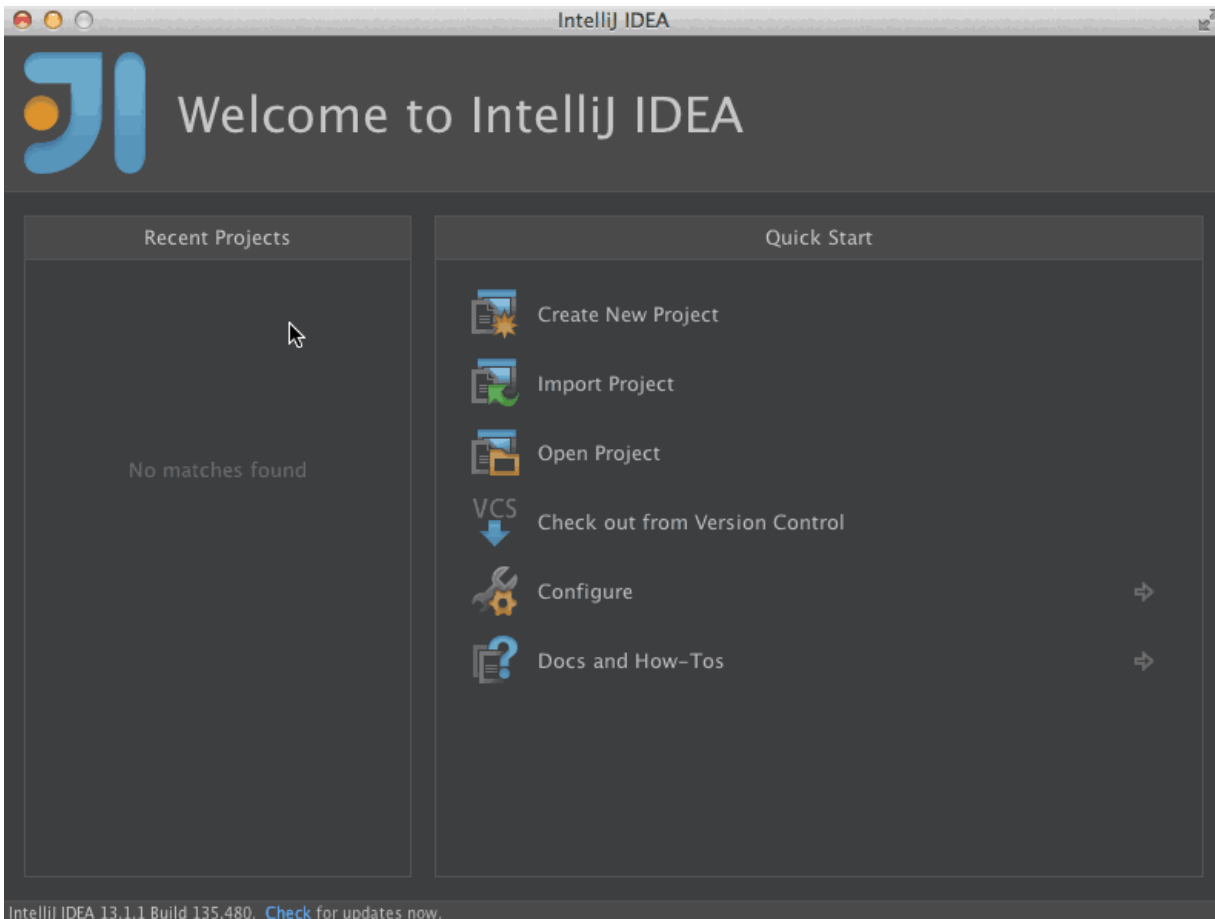 IntelliJ IDEA
Welcome to IntelliJ IDEA
Recent Projects
No matches found
Quick Start
Create New Project
Import Project
Open Project
VCS
Check out from Version Control
Configure
Docs and How-Tos
IntelliJ IDEA 13.1.1 Build 135.480. Check for updates now.